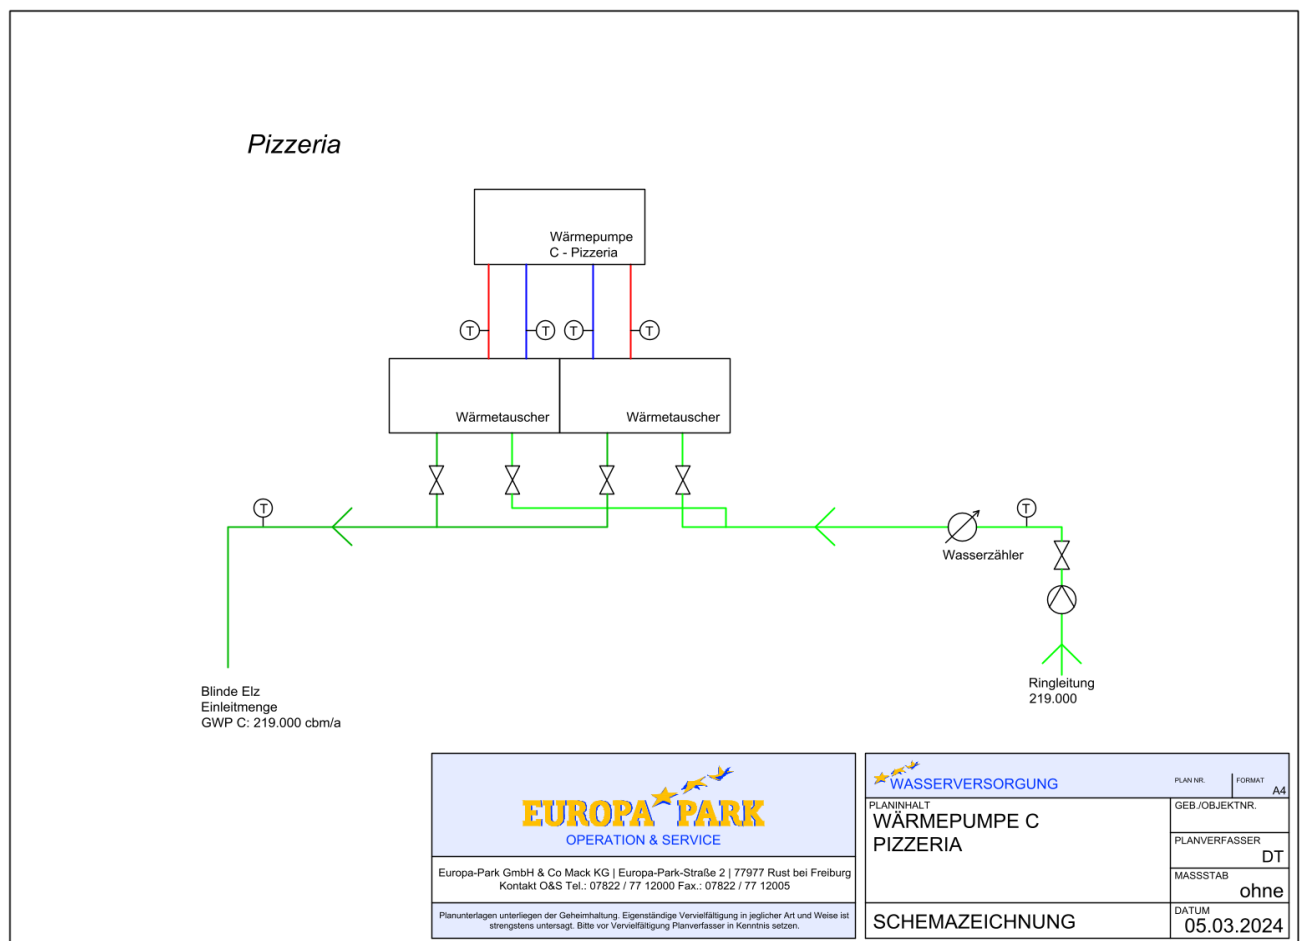 Pizzeria
Wärmepumpe
C - Pizzeria
T
T
T
T
Wärmetauscher
Wärmetauscher
T
T
Wasserzähler
Ringleitung
219.000
Blinde Elz
Einleitmenge
GWP C: 219.000 cbm/a
EUROPA PARK
OPERATION & SERVICE
Europa-Park GmbH & Co Mack KG | Europa-Park-Straße 2 | 77977 Rust bei Freiburg
Kontakt O&S Tel.: 07822 / 77 12000 Fax.: 07822 / 77 12005
Planunterlagen unterliegen der Geheimhaltung. Eigenständige Vervielfältigung in jeglicher Art und Weise ist
strengstens untersagt. Bitte vor Vervielfältigung Planverfasser in Kenntnis setzen.
WASSERVERSORGUNG
PLAN NR.
FORMAT
A4
PLANINHALT
WÄRMEPUMPE C
PIZZERIA
GEB./OBJEKTNR.
PLANVERFASSER
DT
MASSSTAB
ohne
SCHEMAZEICHNUNG
DATUM
05.03.2024